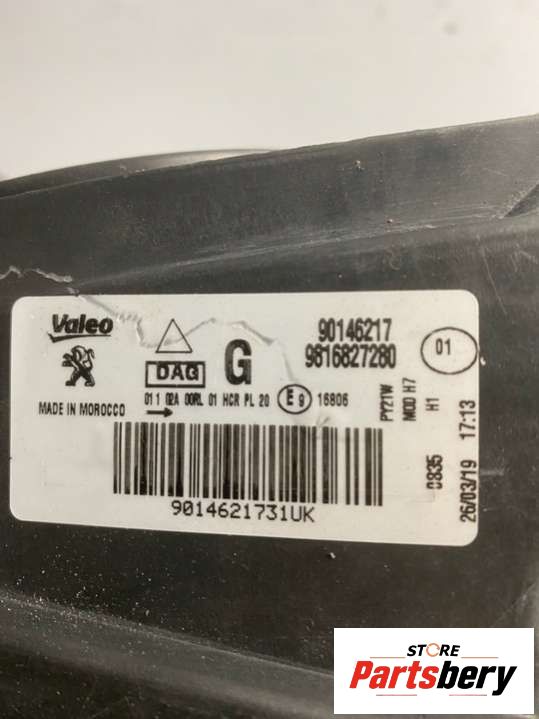 Valeo
90146217
9816827280
01
DAG
G
MADE IN MOROCCO
01 1 02A 00RL 01 HCR PL 20
E9
16806
PY21W
MOD H7
H1
0835
26/03/19 17:13
9014621731UK
STORE
Partsbery